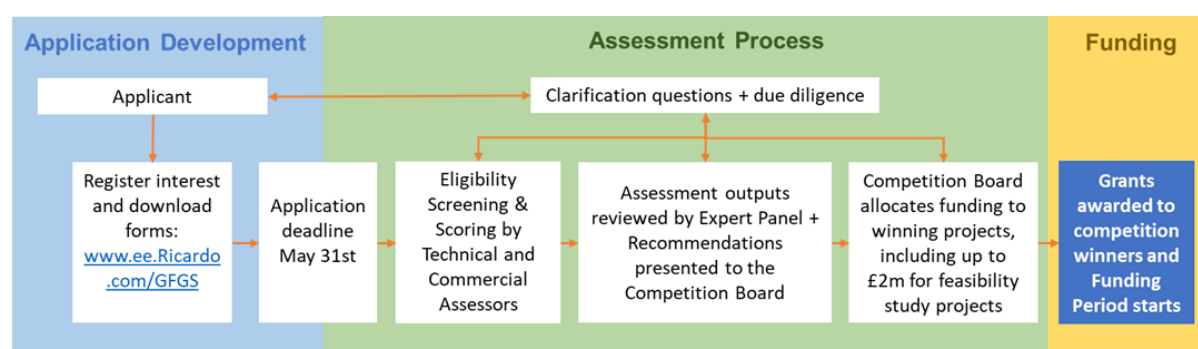 Application Development
Assessment Process
Funding
Applicant
Clarification questions + due diligence
Register interest
and download
forms:
www.ee.Ricardo
.com/GFGS
Application
deadline
May 31st
Eligibility
Screening &
Scoring by
Technical and
Commercial
Assessors
Assessment outputs
reviewed by Expert Panel +
Recommendations
presented to the
Competition Board
Competition Board
allocates funding to
winning projects,
including up to
£2m for feasibility
study projects
Grants
awarded to
competition
winners and
Funding
Period starts